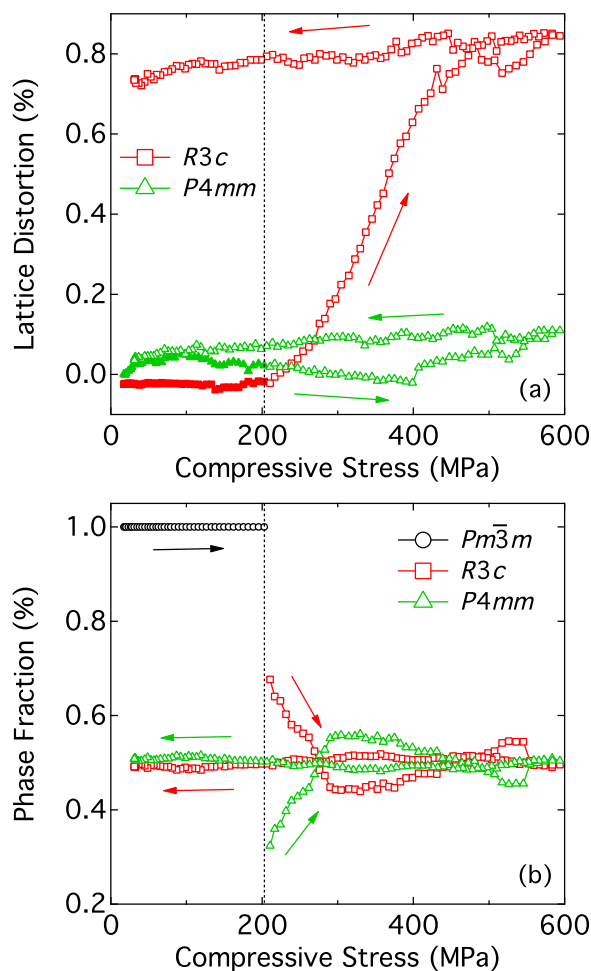 0.8
0.6
0.4
0.2
0.0
Lattice Distortion (%)
R3c
P4mm
(a)
0 200 400 600
Compressive Stress (MPa)
1.0
0.8
0.6
0.4
0.2
Phase Fraction (%)
Pm3̅m
R3c
P4mm
(b)
0 200 400 600
Compressive Stress (MPa)